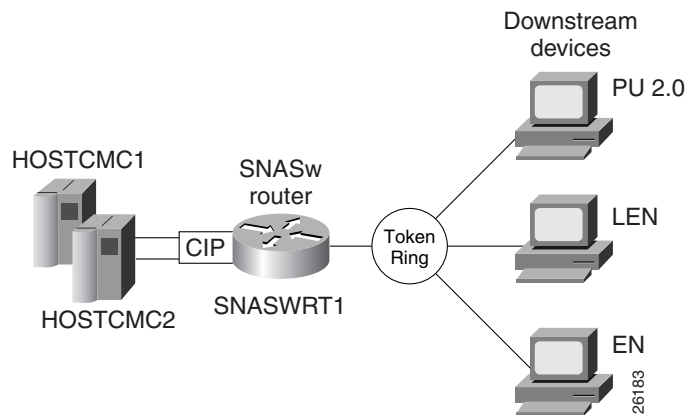 Downstream
devices
PU 2.0
HOSTCMC1
SNASw
router
CIP
Token
Ring
LEN
HOSTCMC2
SNASWRT1
EN
26183